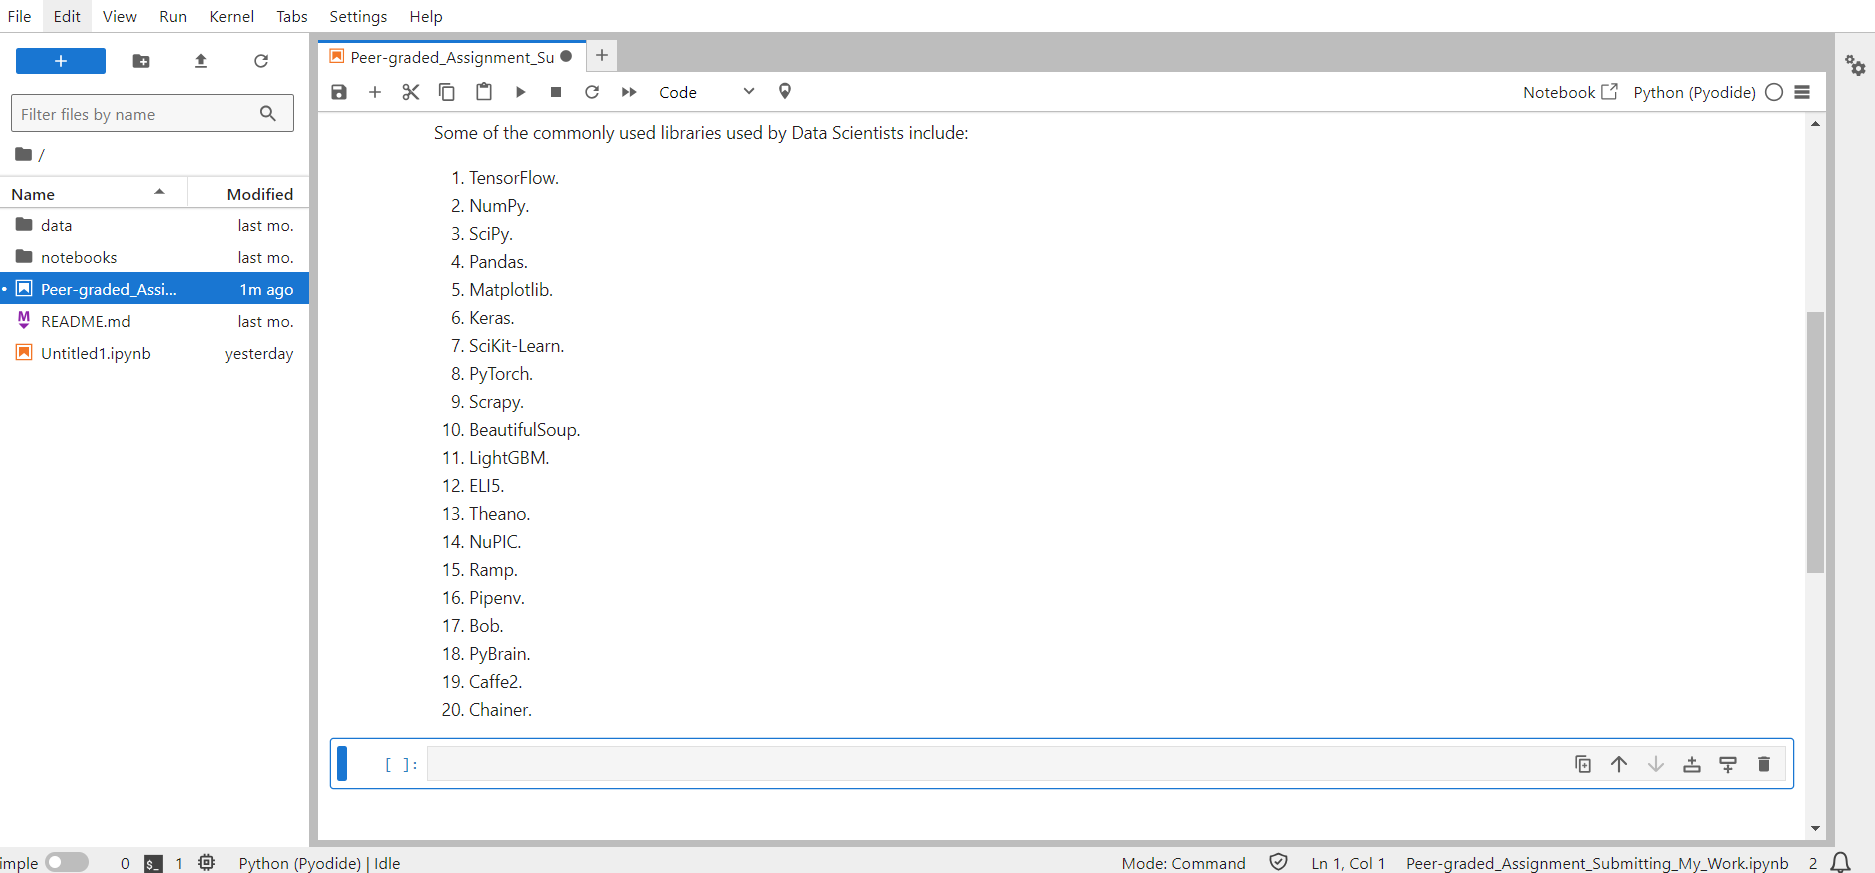 File Edit View Run Kernel Tabs Settings Help
+
Filter files by name
/
Name Modified
data last mo.
notebooks last mo.
Peer-graded_Assi... 1m ago
README.md last mo.
Untitled1.ipynb yesterday
Peer-graded_Assignment_Su
Code
Notebook Python (Pyodide)
Some of the commonly used libraries used by Data Scientists include:
1. TensorFlow.
2. NumPy.
3. SciPy.
4. Pandas.
5. Matplotlib.
6. Keras.
7. SciKit-Learn.
8. PyTorch.
9. Scrapy.
10. BeautifulSoup.
11. LightGBM.
12. ELI5.
13. Theano.
14. NuPIC.
15. Ramp.
16. Pipenv.
17. Bob.
18. PyBrain.
19. Caffe2.
20. Chainer.
[ ]:
imple 0 $_ 1 Python (Pyodide) | Idle Mode: Command Ln 1, Col 1 Peer-graded_Assignment_Submitting_My_Work.ipynb 2